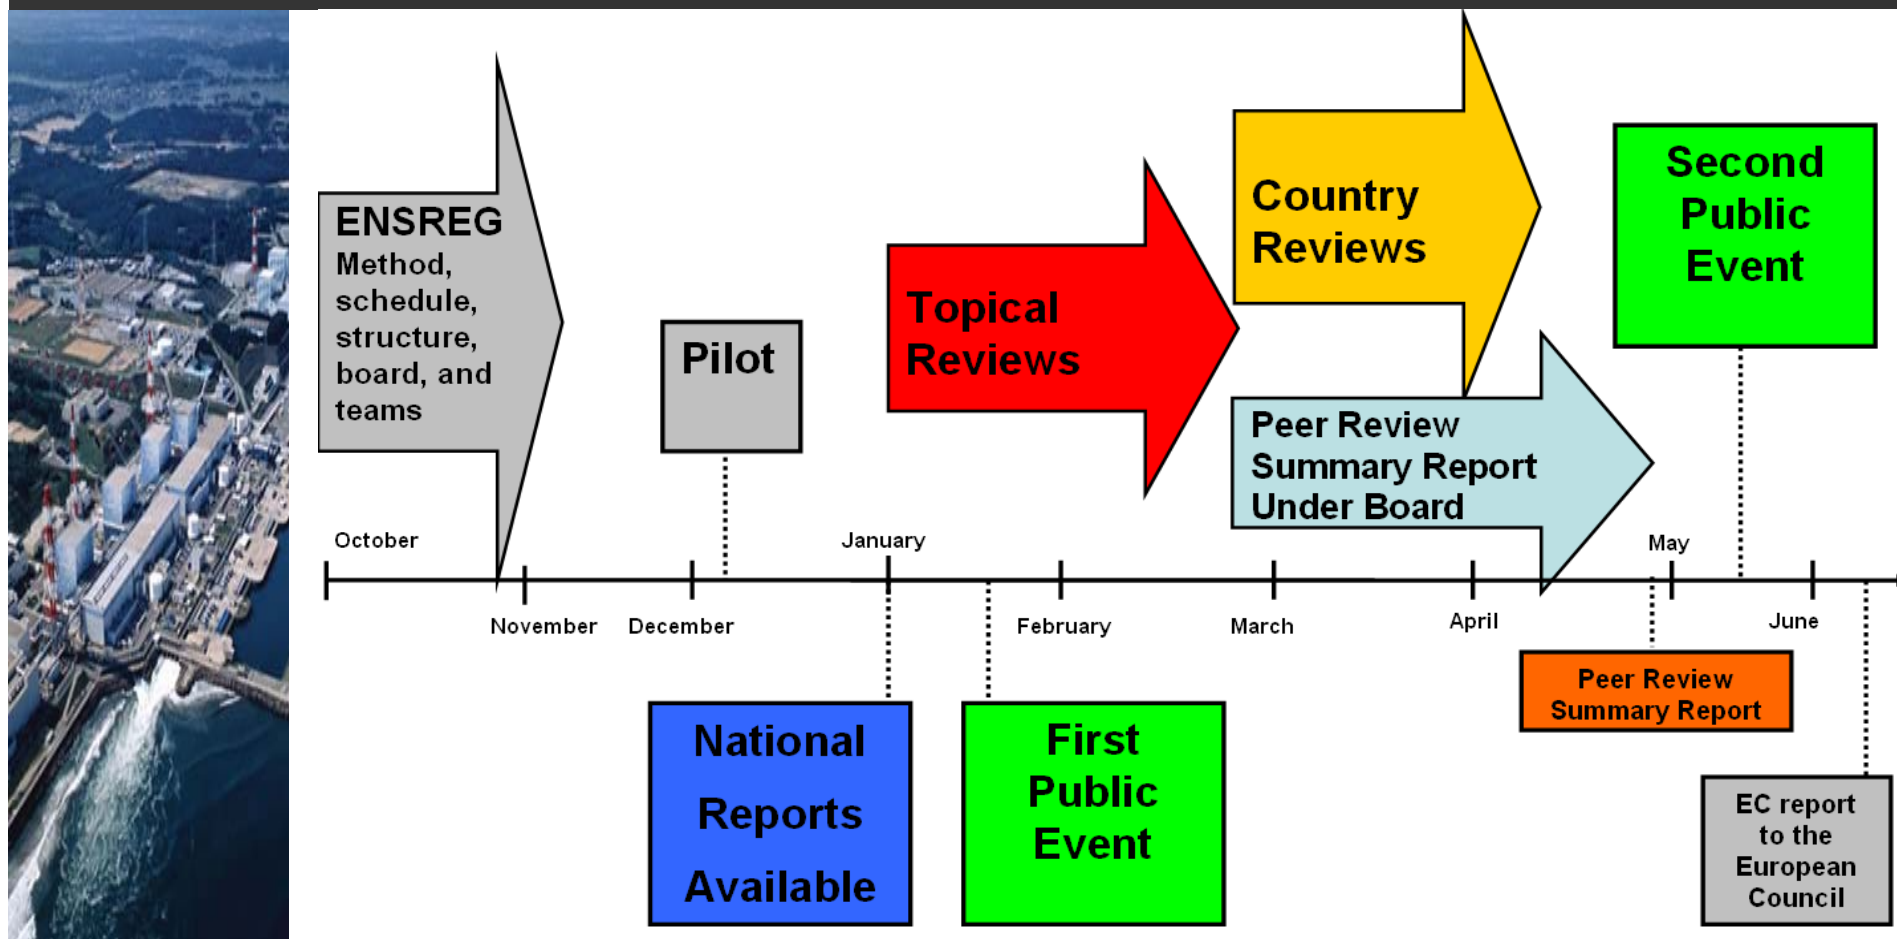 ENSREG
Method,
schedule,
structure,
board, and
teams
Pilot
Topical
Reviews
Country
Reviews
Peer Review
Summary Report
Under Board
Second
Public
Event
October
November
December
January
February
March
April
May
June
National
Reports
Available
First
Public
Event
Peer Review
Summary Report
EC report
to the
European
Council